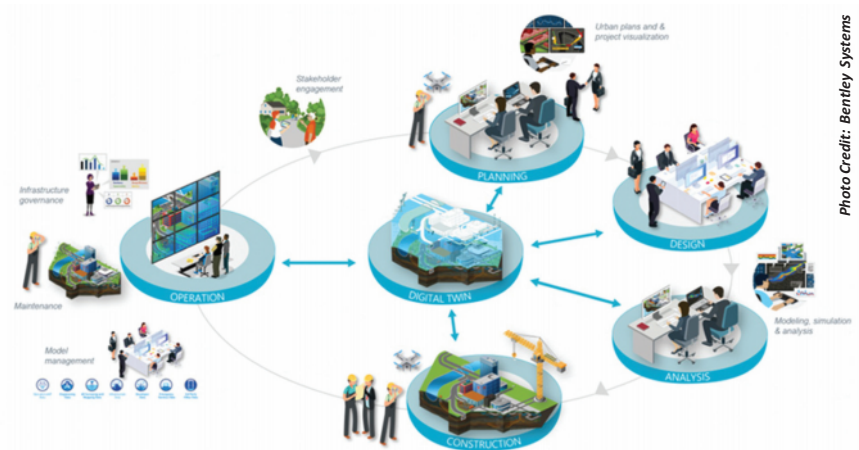 Urban plans and &
project visualization
Stakeholder
engagement
PLANNING
Infrastructure
governance
DESIGN
OPERATION
DIGITAL TWIN
Maintenance
Modeling, simulation
& analysis
Model
management
ANALYSIS
CONSTRUCTION
Photo Credit: Bentley Systems